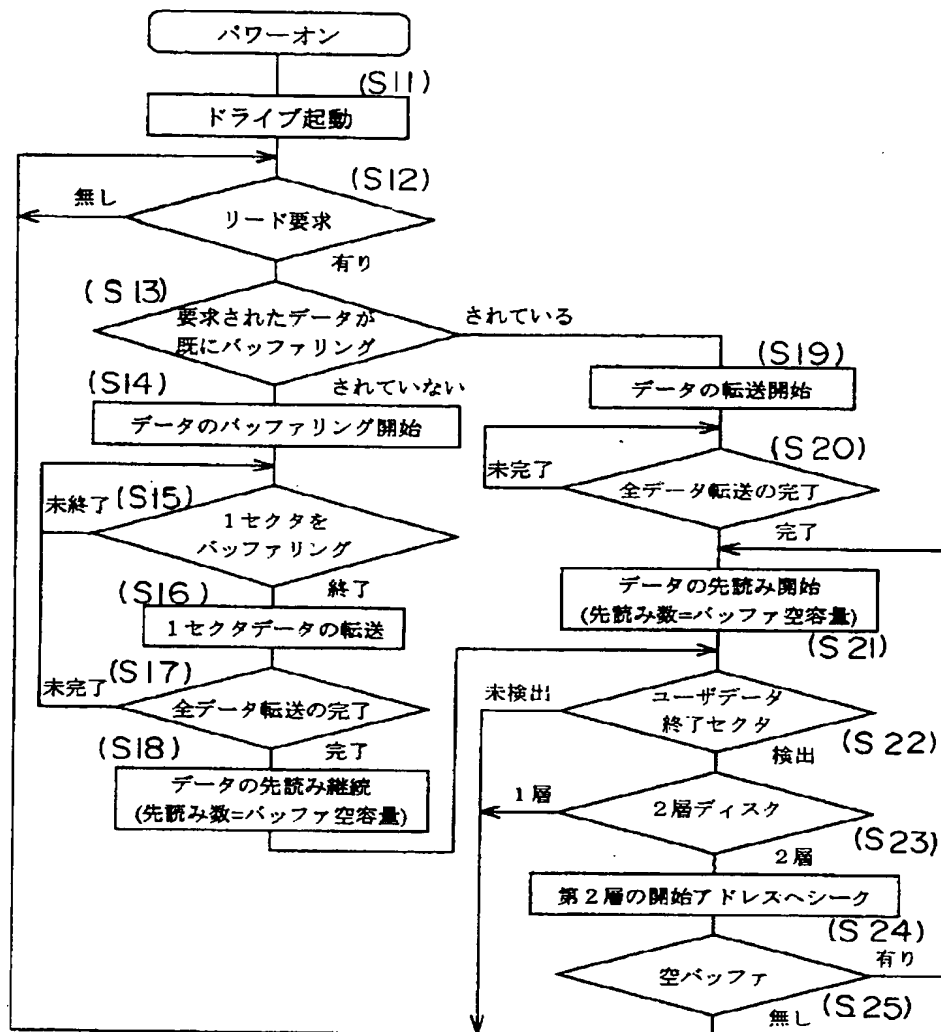 パワーオン
(S11)
ドライブ起動
(S12)
無し
リード要求
有り
(S13)
要求されたデータが
既にバッファリング
されている
(S14)
されていない
データのバッファリング開始
(S15)
未終了
1セクタを
バッファリング
終了
(S16)
1セクタデータの転送
(S17)
未完了
全データ転送の完了
完了
(S18)
データの先読み継続
(先読み数=バッファ空容量)
(S19)
データの転送開始
(S20)
未完了
全データ転送の完了
完了
データの先読み開始
(先読み数=バッファ空容量)
(S21)
未検出
ユーザデータ
終了セクタ
(S22)
検出
1層
2層ディスク
(S23)
2層
第2層の開始アドレスへシーク
(S24)
有り
空バッファ
(S25)
無し